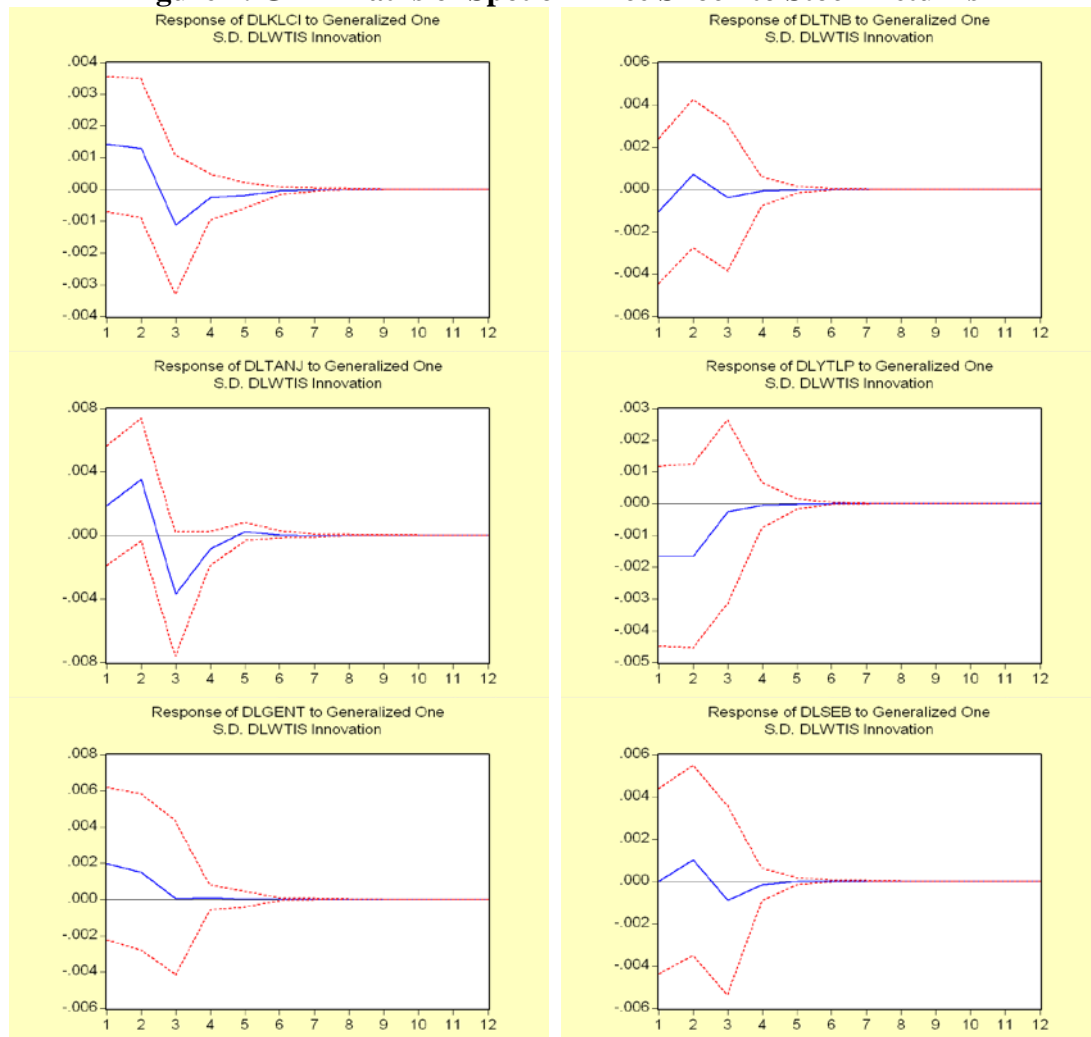 of Spot to Stock Returns
Response of DLKLCI to Generalized One
S.D. DLWTIS Innovation
.004
.003
.002
.001
.000
-.001
-.002
-.003
-.004
1 2 3 4 5 6 7 8 9 10 11 12
Response of DLTNB to Generalized One
S.D. DLWTIS Innovation
.006
.004
.002
.000
-.002
-.004
-.006
1 2 3 4 5 6 7 8 9 10 11 12
Response of DLTANJ to Generalized One
S.D. DLWTIS Innovation
.008
.004
.000
-.004
-.008
1 2 3 4 5 6 7 8 9 10 11 12
Response of DLYTLP to Generalized One
S.D. DLWTIS Innovation
.003
.002
.001
.000
-.001
-.002
-.003
-.004
-.005
1 2 3 4 5 6 7 8 9 10 11 12
Response of DLGENT to Generalized One
S.D. DLWTIS Innovation
.008
.006
.004
.002
.000
-.002
-.004
-.006
1 2 3 4 5 6 7 8 9 10 11 12
Response of DLSEB to Generalized One
S.D. DLWTIS Innovation
.006
.004
.002
.000
-.002
-.004
-.006
1 2 3 4 5 6 7 8 9 10 11 12